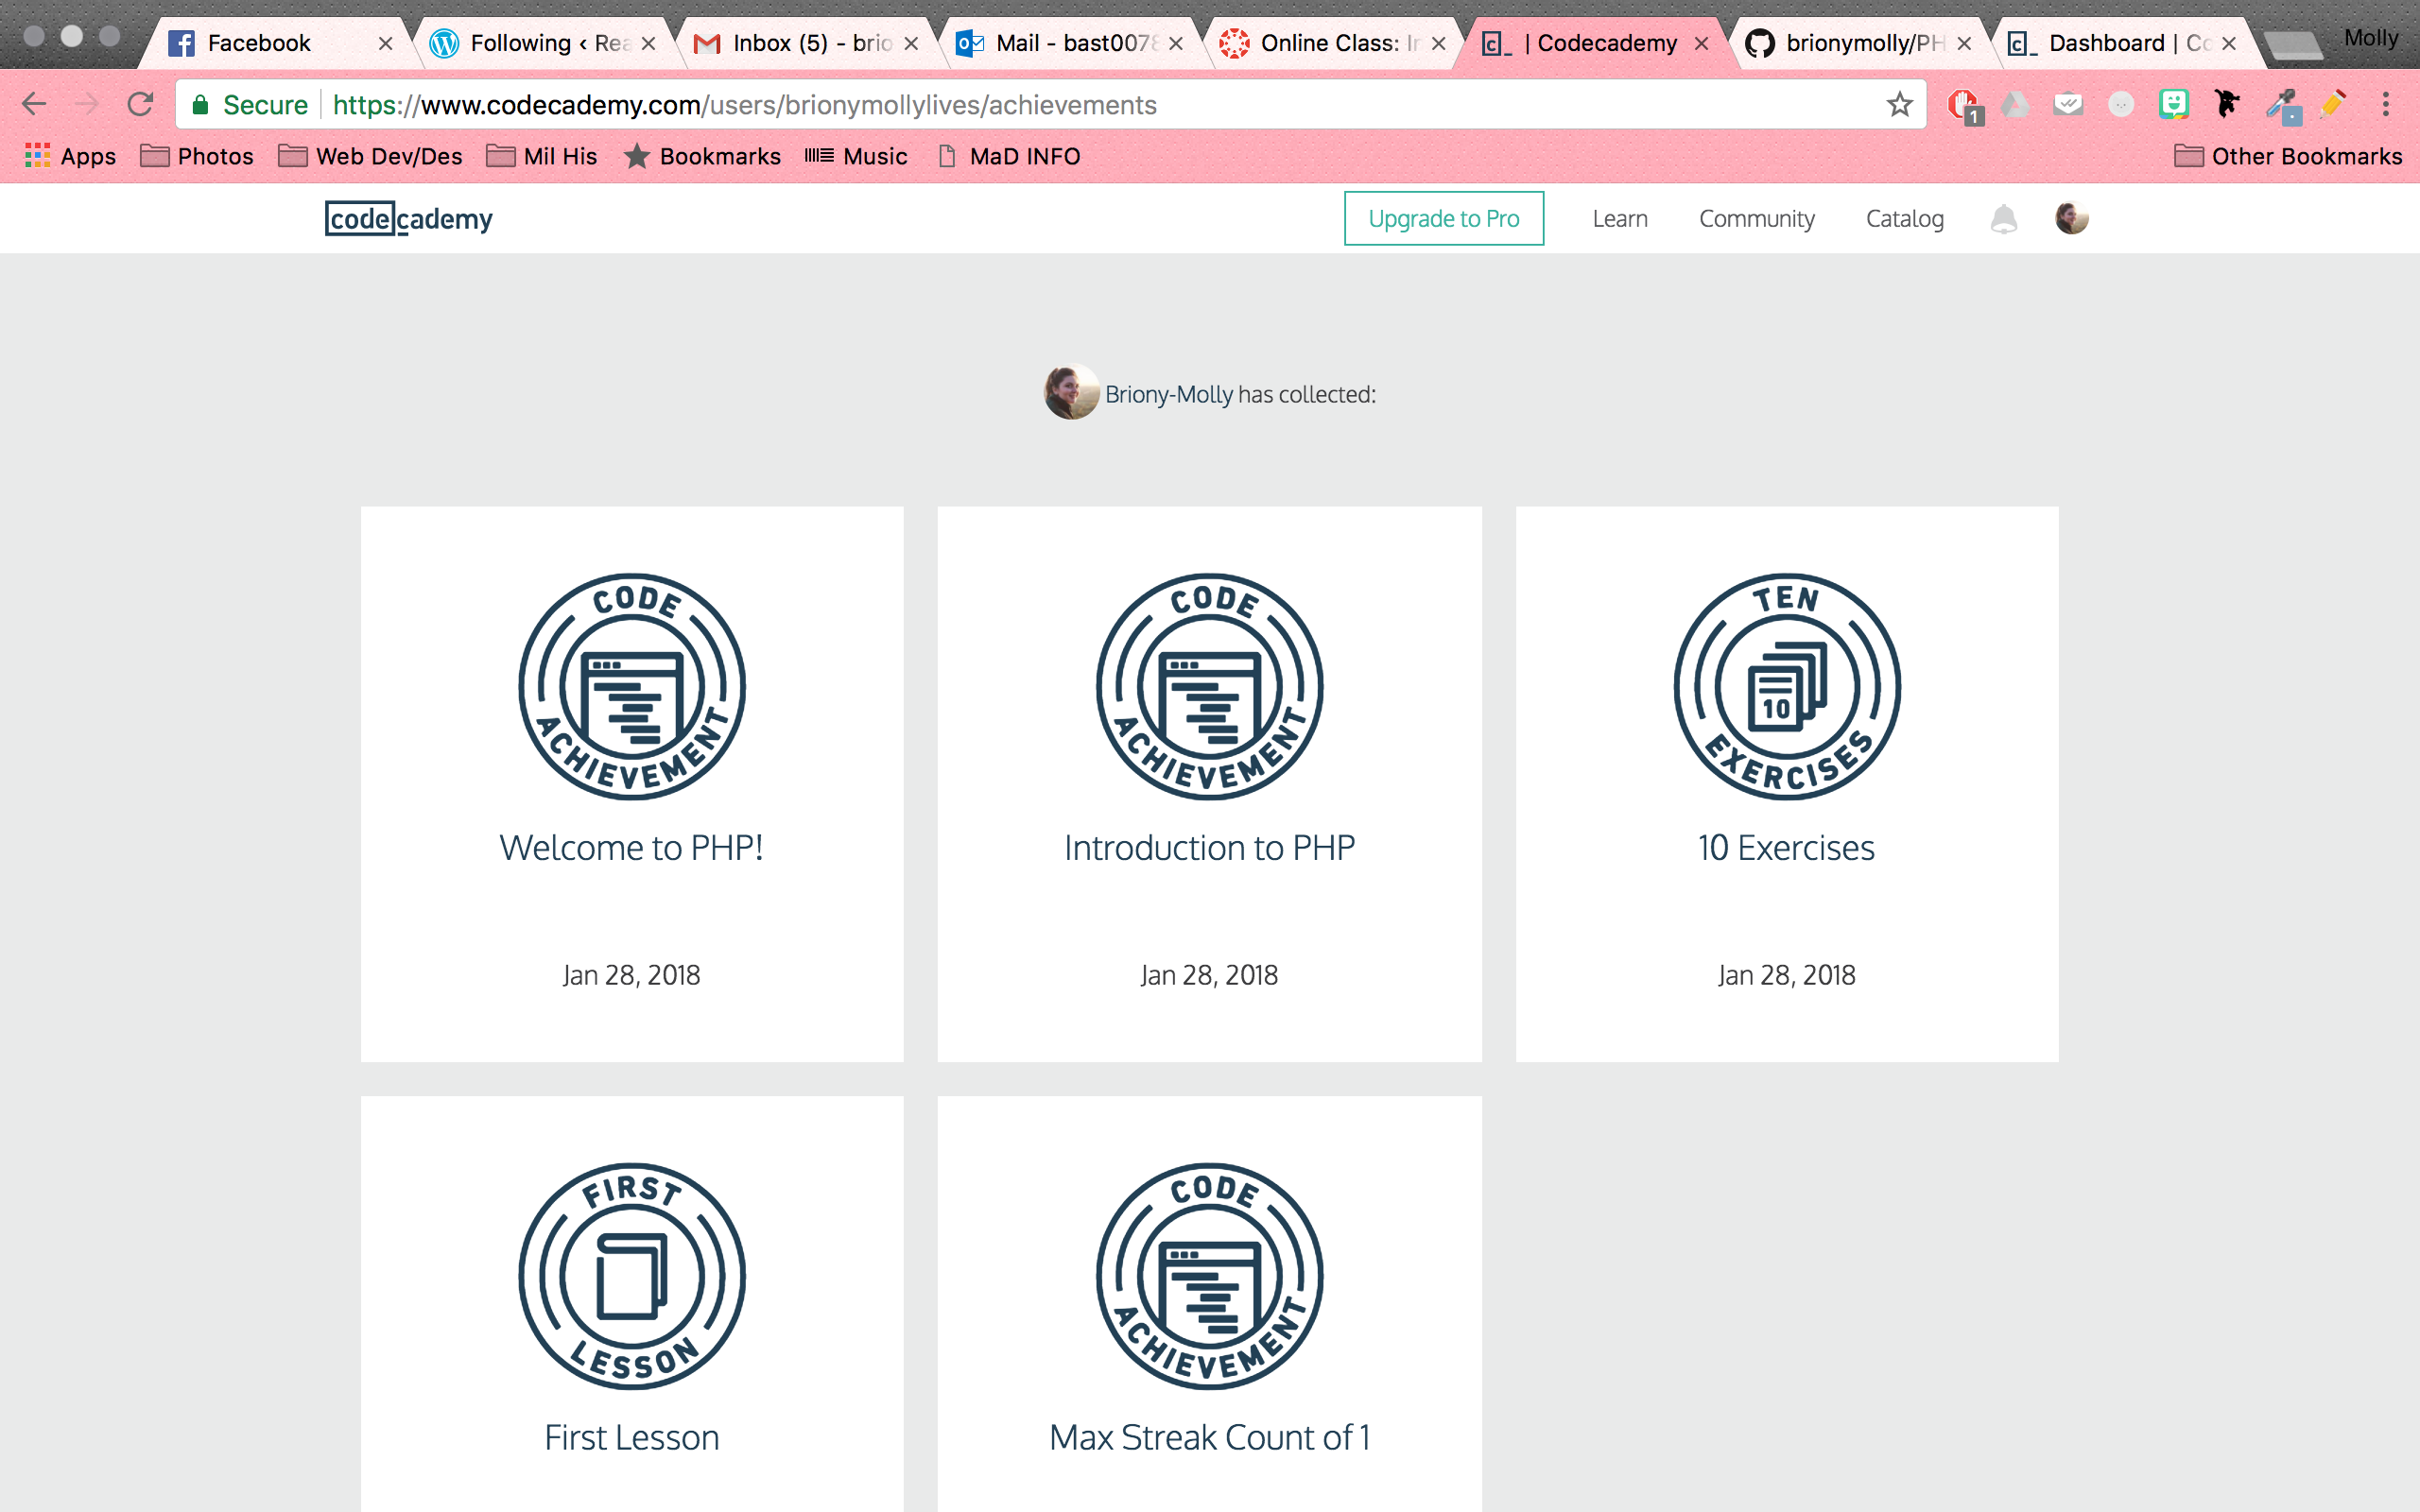 Facebook
Following ‹ Rea
Inbox (5) - brio
Mail - bast0078
Online Class: In
| Codecademy
brionymolly/PH
Dashboard | Co
Molly
Secure https://www.codecademy.com/users/brionymollylives/achievements
1
Apps Photos Web Dev/Des Mil His Bookmarks Music MaD INFO Other Bookmarks
codecademy
Upgrade to Pro Learn Community Catalog
Briony-Molly has collected:
CODE
ACHIEVEMENT
Welcome to PHP!
Jan 28, 2018
CODE
ACHIEVEMENT
Introduction to PHP
Jan 28, 2018
TEN
10
EXERCISES
10 Exercises
Jan 28, 2018
FIRST
LESSON
First Lesson
CODE
ACHIEVEMENT
Max Streak Count of 1